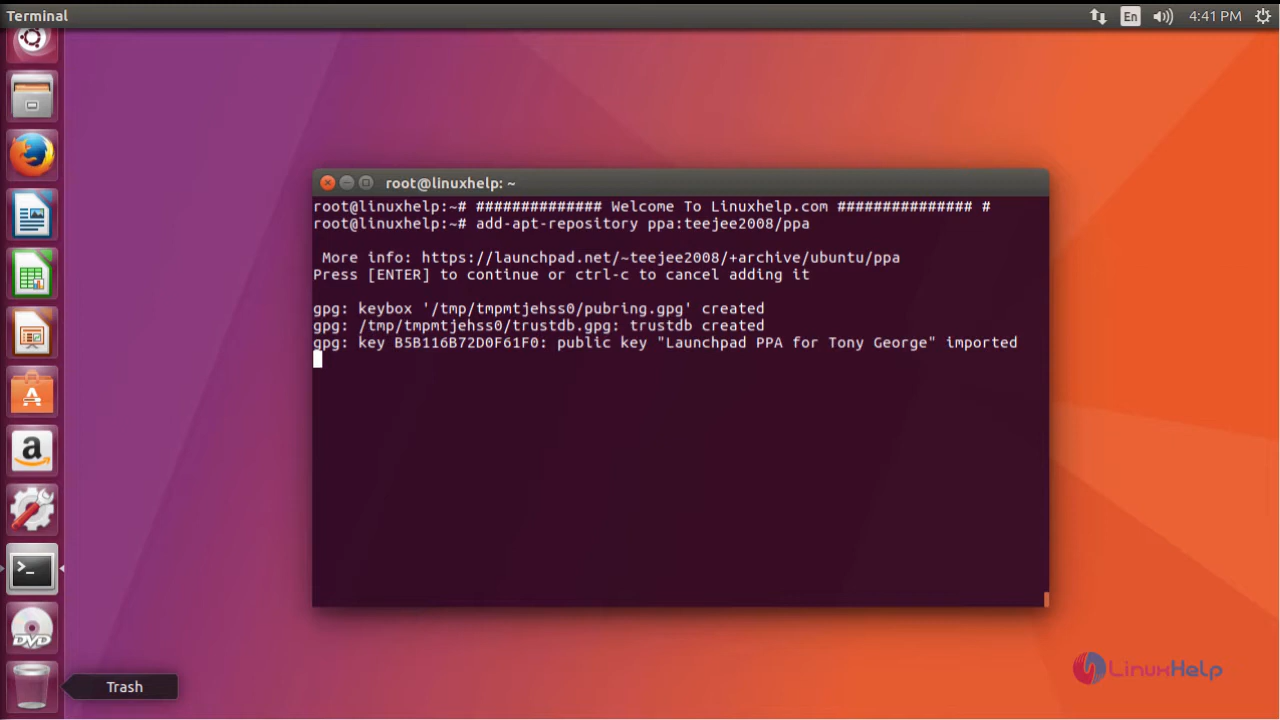 Terminal
En
4:41 PM
root@linuxhelp: ~
root@linuxhelp:~# ############## Welcome To Linuxhelp.com ############### #
root@linuxhelp:~# add-apt-repository ppa:teejee2008/ppa
More info: https://launchpad.net/~teejee2008/+archive/ubuntu/ppa
Press [ENTER] to continue or ctrl-c to cancel adding it
gpg: keybox '/tmp/tmpmtjehss0/pubring.gpg' created
gpg: /tmp/tmpmtjehss0/trustdb.gpg: trustdb created
gpg: key B5B116B72D0F61F0: public key "Launchpad PPA for Tony George" imported
a
>_
DVD
Trash
LinuxHelp